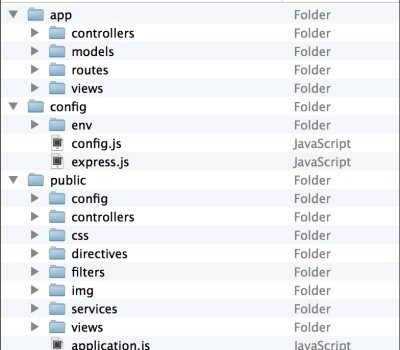 app Folder
controllers Folder
models Folder
routes Folder
views Folder
config Folder
env Folder
config.js JavaScript
express.js JavaScript
public Folder
config Folder
controllers Folder
css Folder
directives Folder
filters Folder
img Folder
services Folder
views Folder
application.js JavaScript